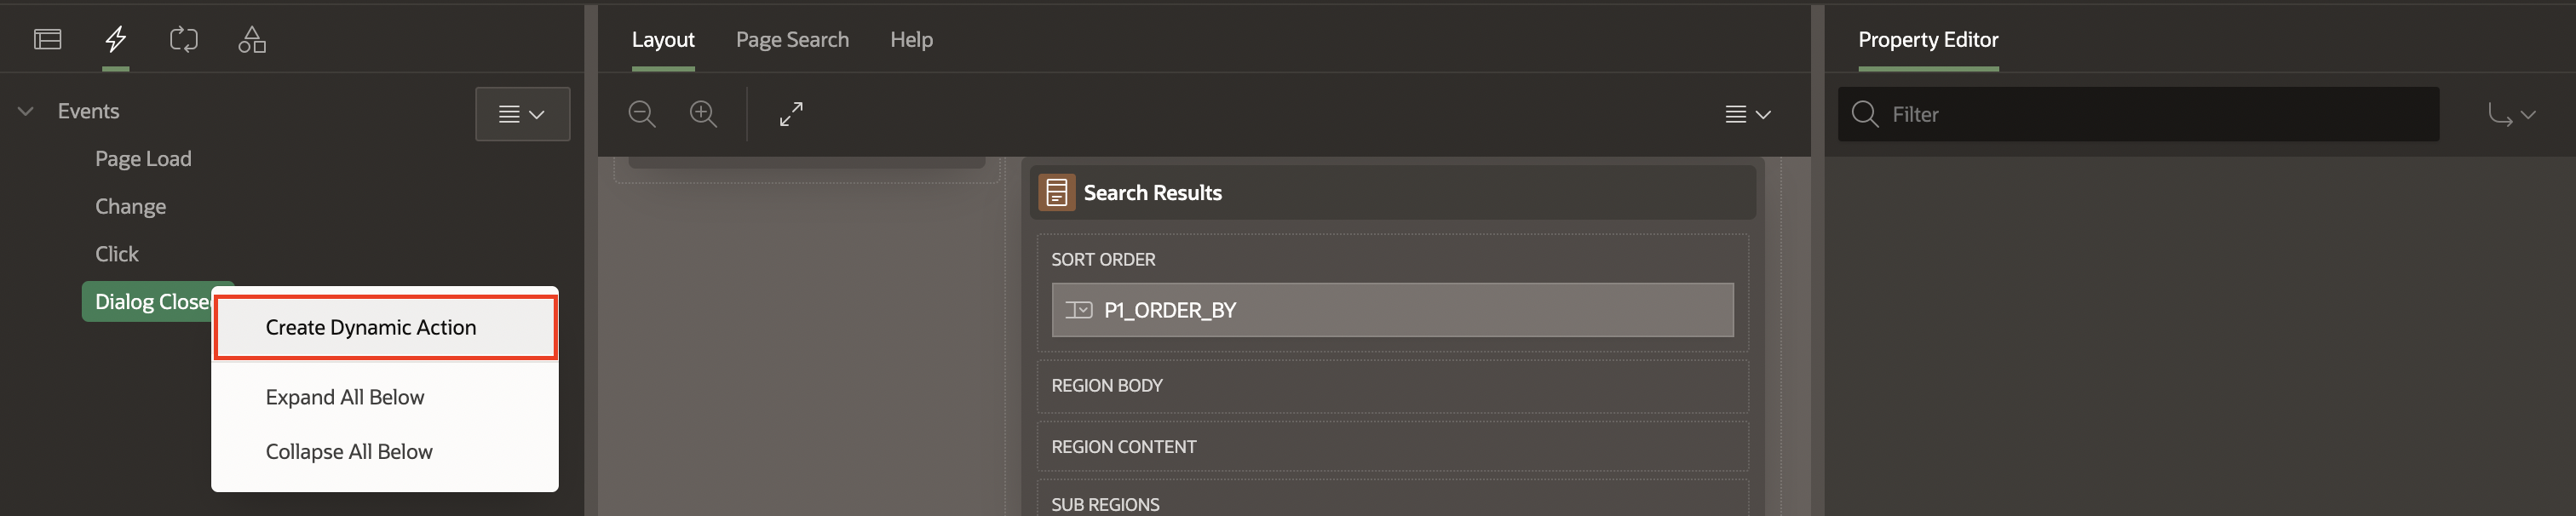 Layout
Page Search
Help
Property Editor
Events
Page Load
Change
Click
Create Dynamic Action
Expand All Below
Collapse All Below
Dialog
Search Results
SORT ORDER
P1_ORDER_BY
REGION BODY
REGION CONTENT
SUB REGIONS
Filter